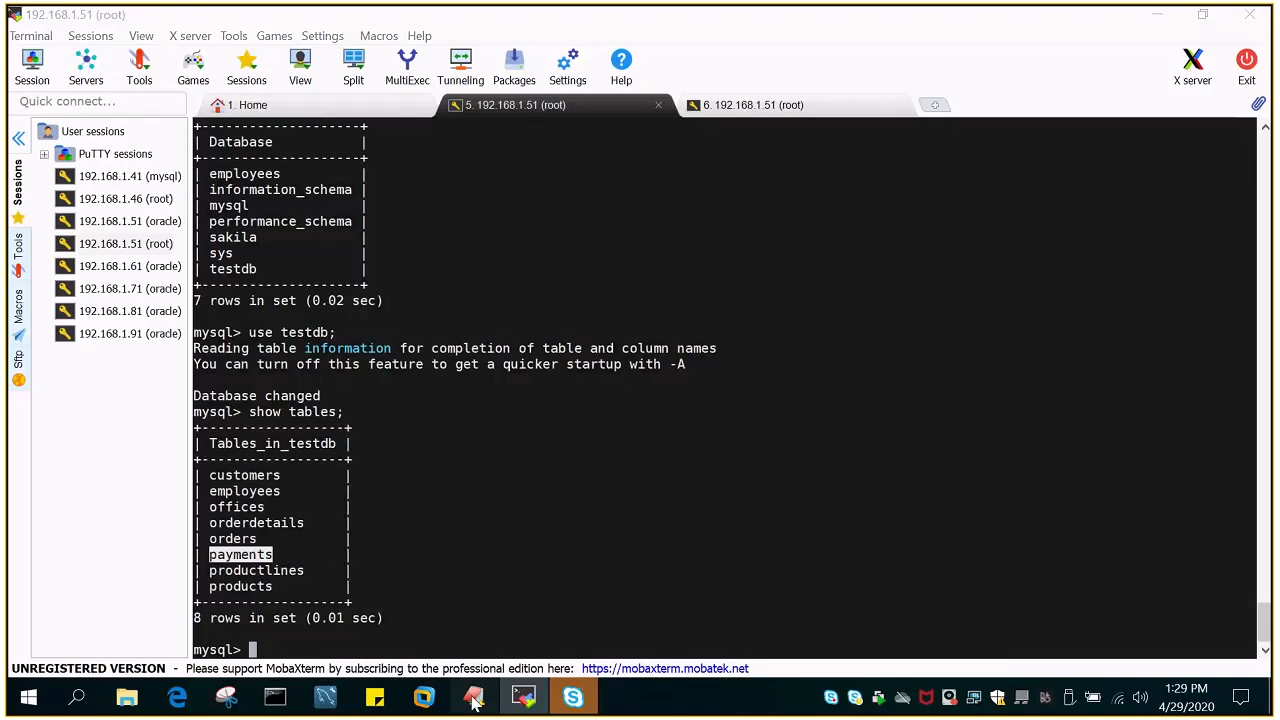 192.168.1.51 (root)
Terminal Sessions View X server Tools Games Settings Macros Help
Session Servers Tools Games Sessions View Split MultiExec Tunneling Packages Settings Help X server Exit
Quick connect...
1. Home
5. 192.168.1.51 (root)
6. 192.168.1.51 (root)
User sessions
PuTTY sessions
192.168.1.41 (mysql)
192.168.1.46 (root)
192.168.1.51 (oracle)
192.168.1.51 (root)
192.168.1.61 (oracle)
192.168.1.71 (oracle)
192.168.1.81 (oracle)
192.168.1.91 (oracle)
Sessions
Tools
Macros
Sftp
+--------------------+
| Database           |
+--------------------+
| employees          |
| information_schema |
| mysql              |
| performance_schema |
| sakila             |
| sys                |
| testdb             |
+--------------------+
7 rows in set (0.02 sec)
mysql> use testdb;
Reading table information for completion of table and column names
You can turn off this feature to get a quicker startup with -A
Database changed
mysql> show tables;
+------------------+
| Tables_in_testdb |
+------------------+
| customers        |
| employees        |
| offices          |
| orderdetails     |
| orders           |
| payments         |
| productlines     |
| products         |
+------------------+
8 rows in set (0.01 sec)
mysql>
UNREGISTERED VERSION - Please support MobaXterm by subscribing to the professional edition here: https://mobaxterm.mobatek.net
1:29 PM
4/29/2020